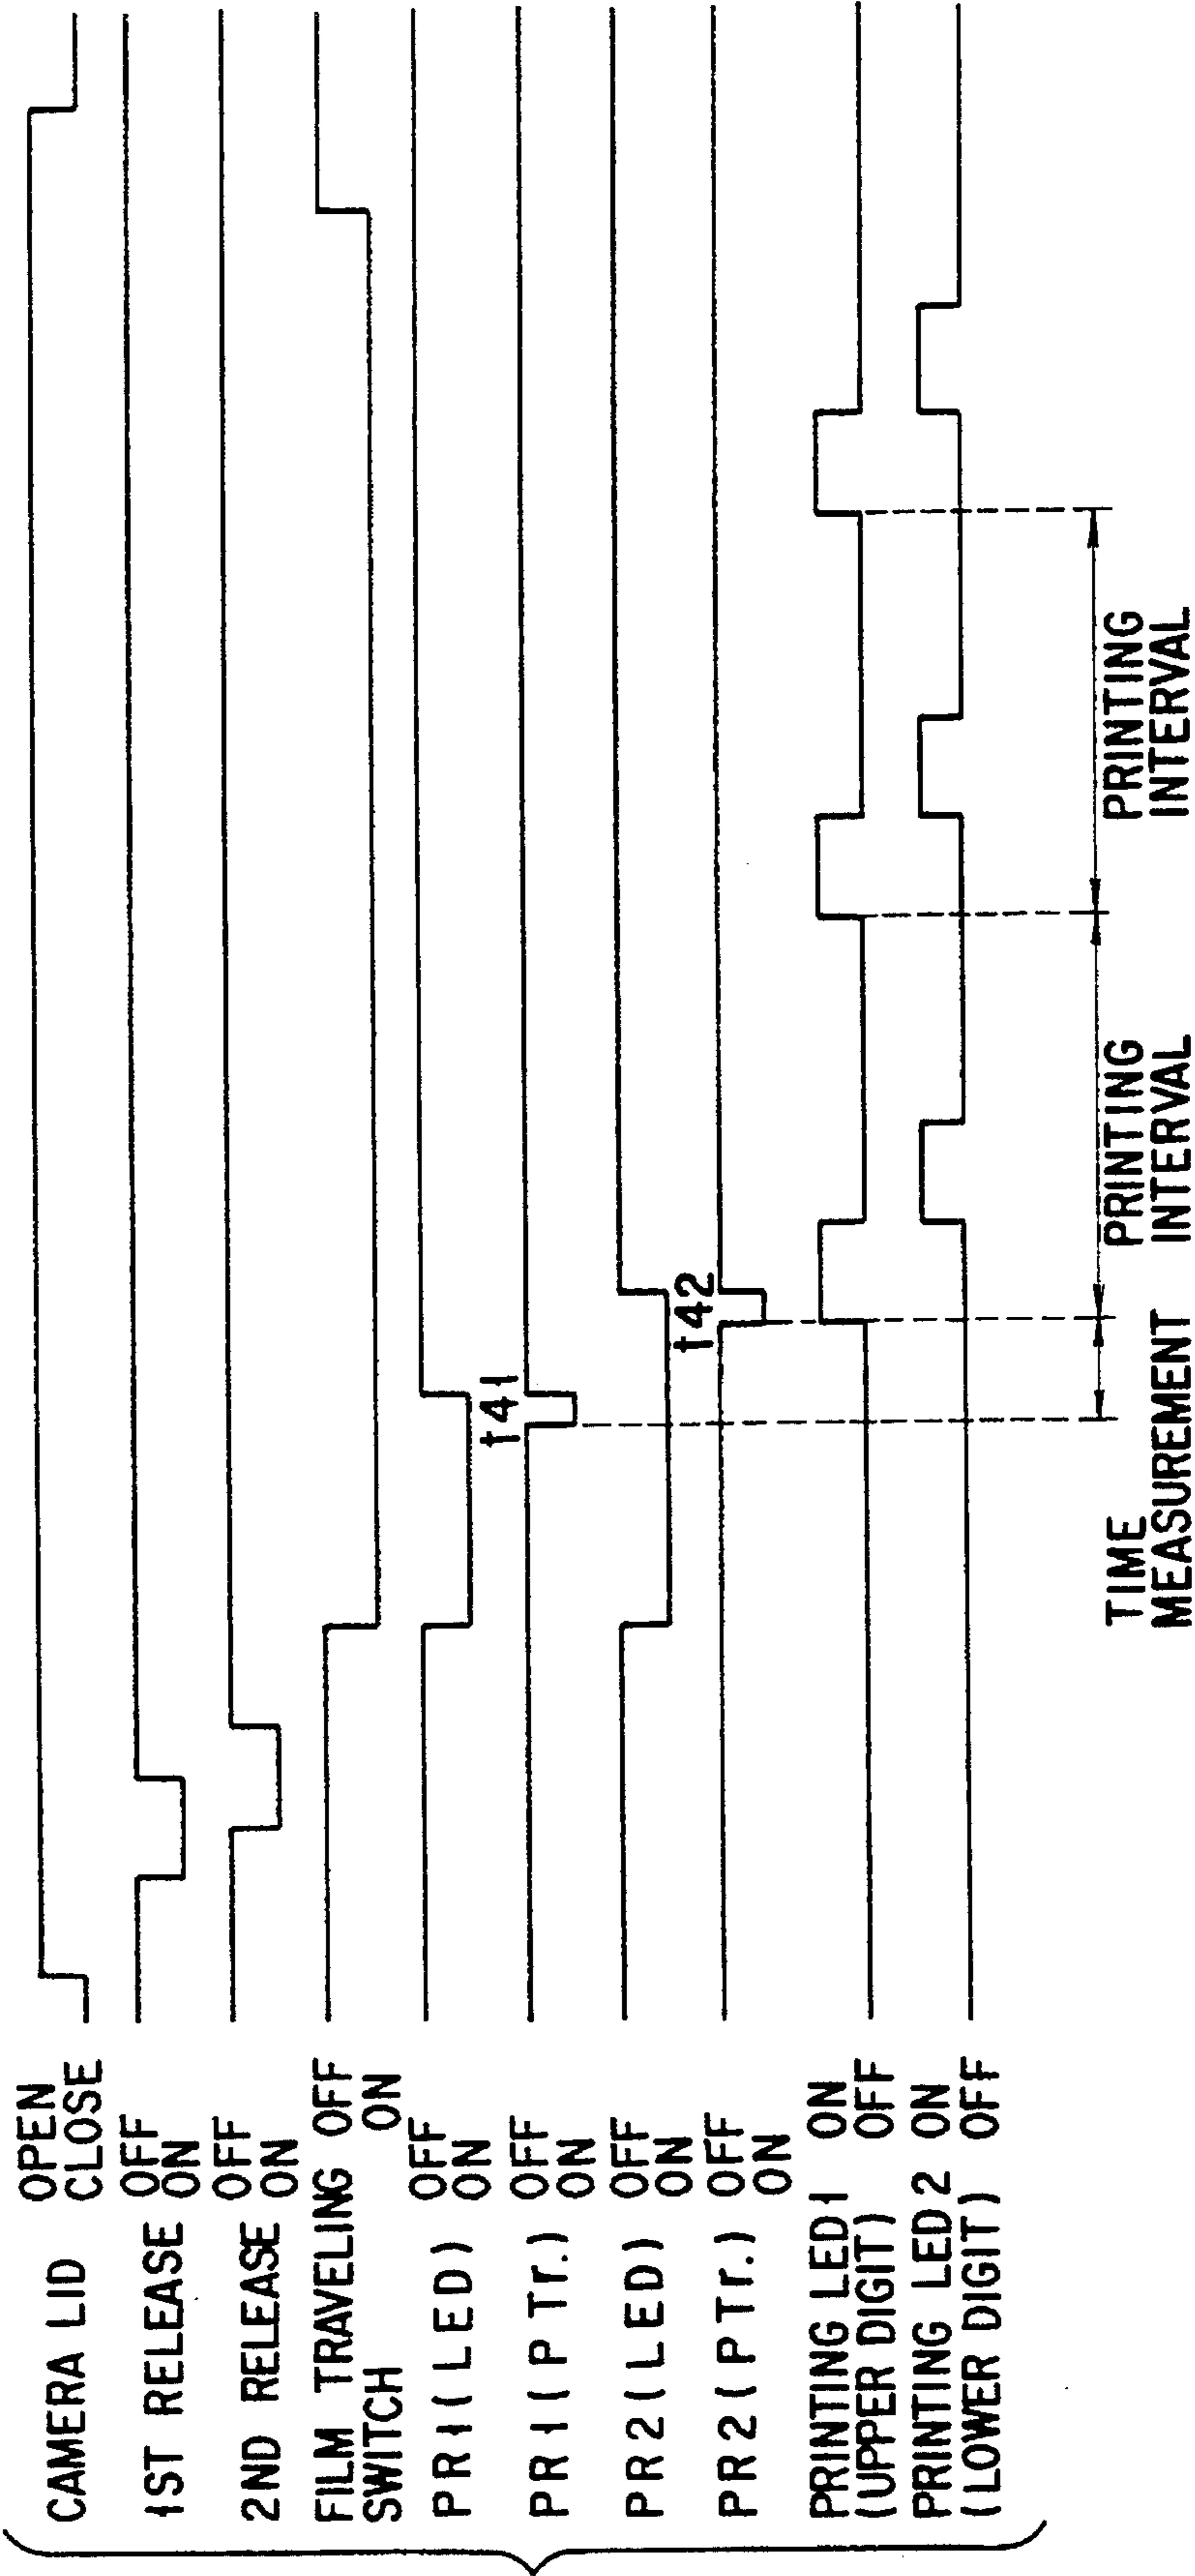 CAMERA LID OPEN
CLOSE
1ST RELEASE OFF
ON
2ND RELEASE OFF
ON
FILM TRAVELING OFF
SWITCH ON
PR1(LED) OFF
ON
PR1(PTr.) OFF
ON
PR2(LED) OFF
ON
PR2(PTr.) OFF
ON
PRINTING LED1 ON
(UPPER DIGIT) OFF
PRINTING LED2 ON
(LOWER DIGIT) OFF
t41
t42
TIME
MEASUREMENT
PRINTING
INTERVAL
PRINTING
INTERVAL